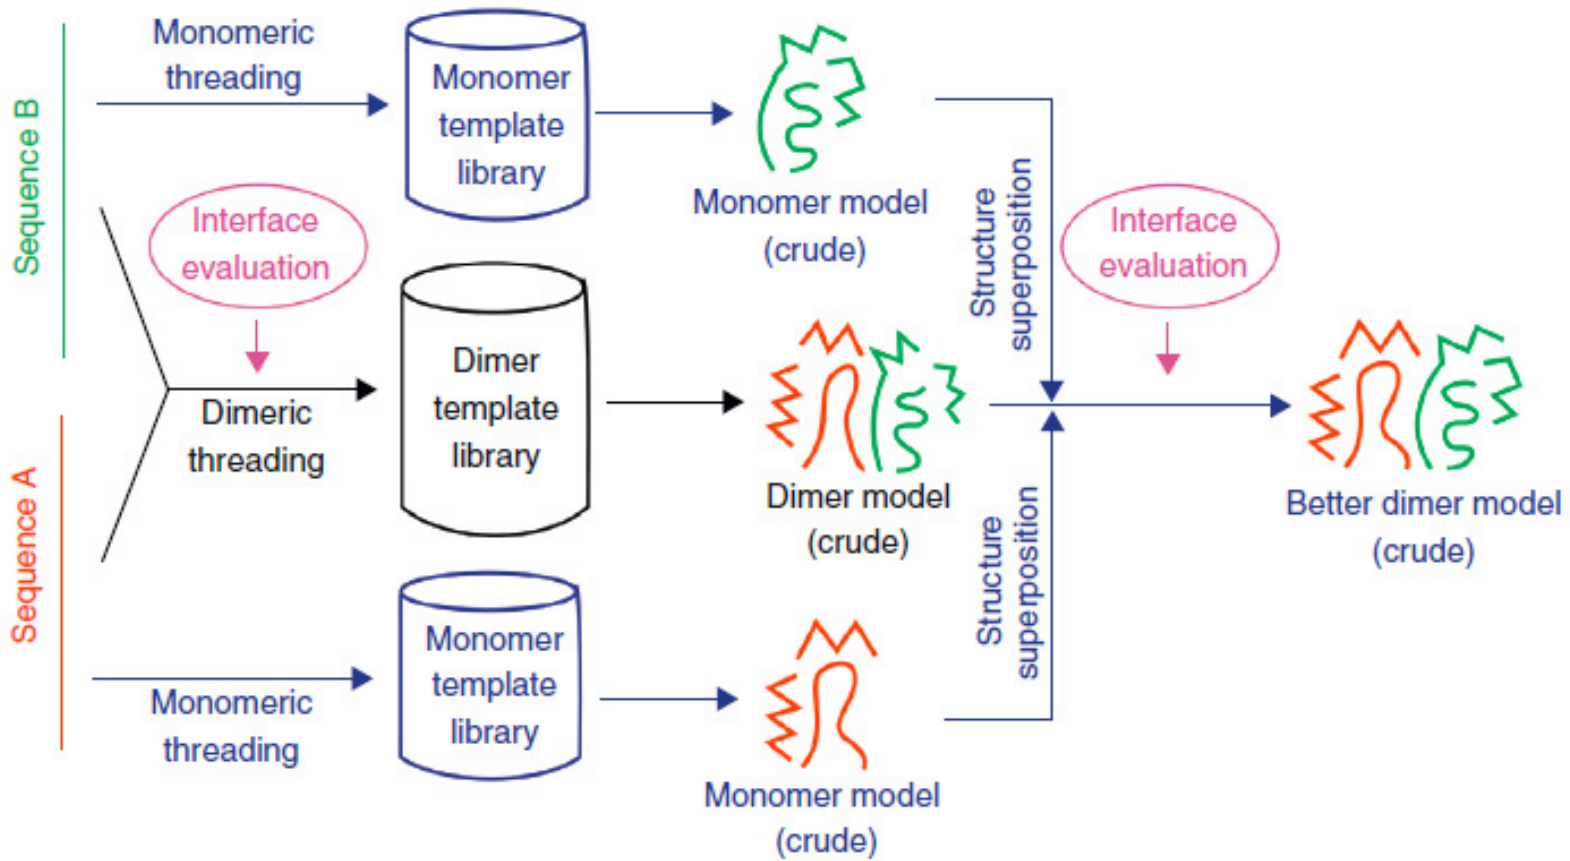 Sequence B
Monomeric
threading
Monomer
template
library
Monomer model
(crude)
Structure
superposition
Interface
evaluation
Interface
evaluation
Dimeric
threading
Dimer
template
library
Dimer model
(crude)
Better dimer model
(crude)
Sequence A
Monomeric
threading
Monomer
template
library
Monomer model
(crude)
Structure
superposition